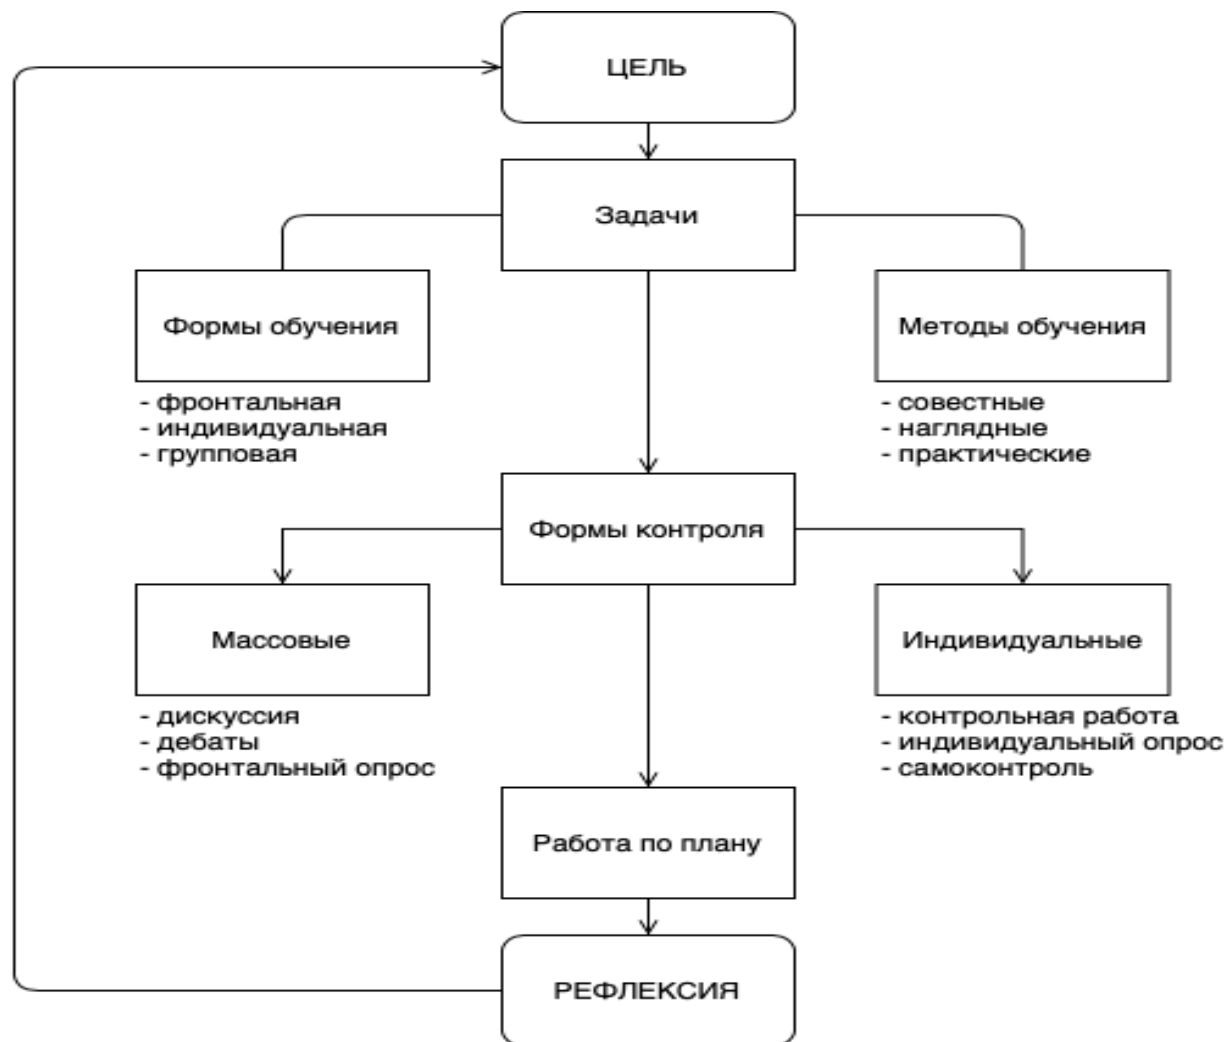 ЦЕЛЬ
Задачи
Формы обучения
- фронтальная
- индивидуальная
- групповая
Методы обучения
- совестные
- наглядные
- практические
Формы контроля
Массовые
- дискуссия
- дебаты
- фронтальный опрос
Индивидуальные
- контрольная работа
- индивидуальный опрос
- самоконтроль
Работа по плану
РЕФЛЕКСИЯ